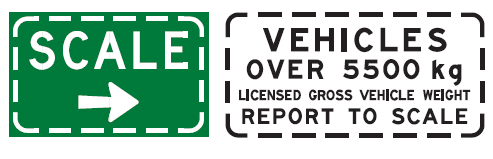 SCALE
VEHICLES
OVER 5500 kg
LICENSED GROSS VEHICLE WEIGHT
REPORT TO SCALE